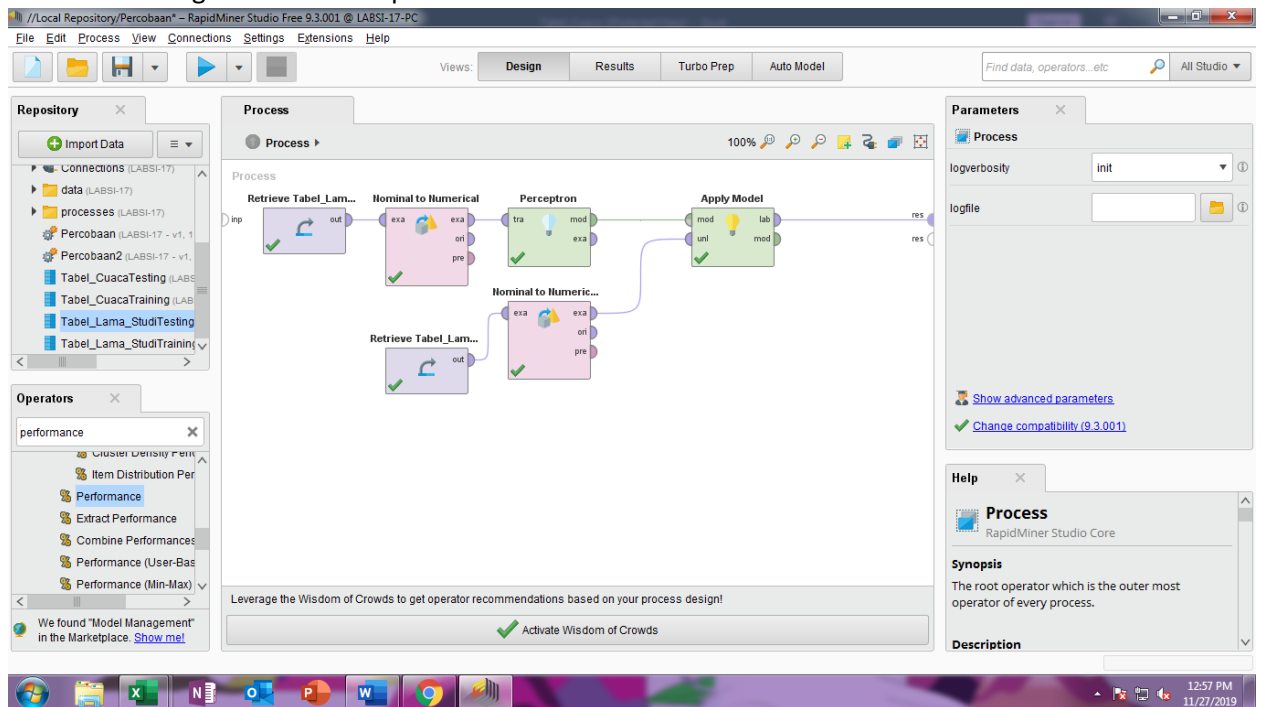 //Local Repository/Percobaan* – RapidMiner Studio Free 9.3.001 @ LABSI-17-PC
File Edit Process View Connections Settings Extensions Help
Views: Design Results Turbo Prep Auto Model
Find data, operators...etc
All Studio
Repository
Import Data
Connections (LABSI-17)
data (LABSI-17)
processes (LABSI-17)
Percobaan (LABSI-17 - v1, 1
Percobaan2 (LABSI-17 - v1,
Tabel_CuacaTesting (LABS
Tabel_CuacaTraining (LAB
Tabel_Lama_StudiTesting
Tabel_Lama_StudiTraining
Operators
performance
Item Distribution Per
Performance
Extract Performance
Combine Performances
Performance (User-Bas
Performance (Min-Max)
We found "Model Management"
in the Marketplace. Show me!
Process
Process
100%
Process
Retrieve Tabel_Lam...
Nominal to Numerical
Perceptron
Apply Model
inp
out
exa exa
ori
pre
tra mod
exa
mod lab
unl mod
res
res
Nominal to Numeric...
exa exa
ori
pre
Retrieve Tabel_Lam...
out
Leverage the Wisdom of Crowds to get operator recommendations based on your process design!
Activate Wisdom of Crowds
Parameters
Process
logverbosity init
logfile
Show advanced parameters
Change compatibility (9.3.001)
Help
Process
RapidMiner Studio Core
Synopsis
The root operator which is the outer most
operator of every process.
Description
12:57 PM
11/27/2019